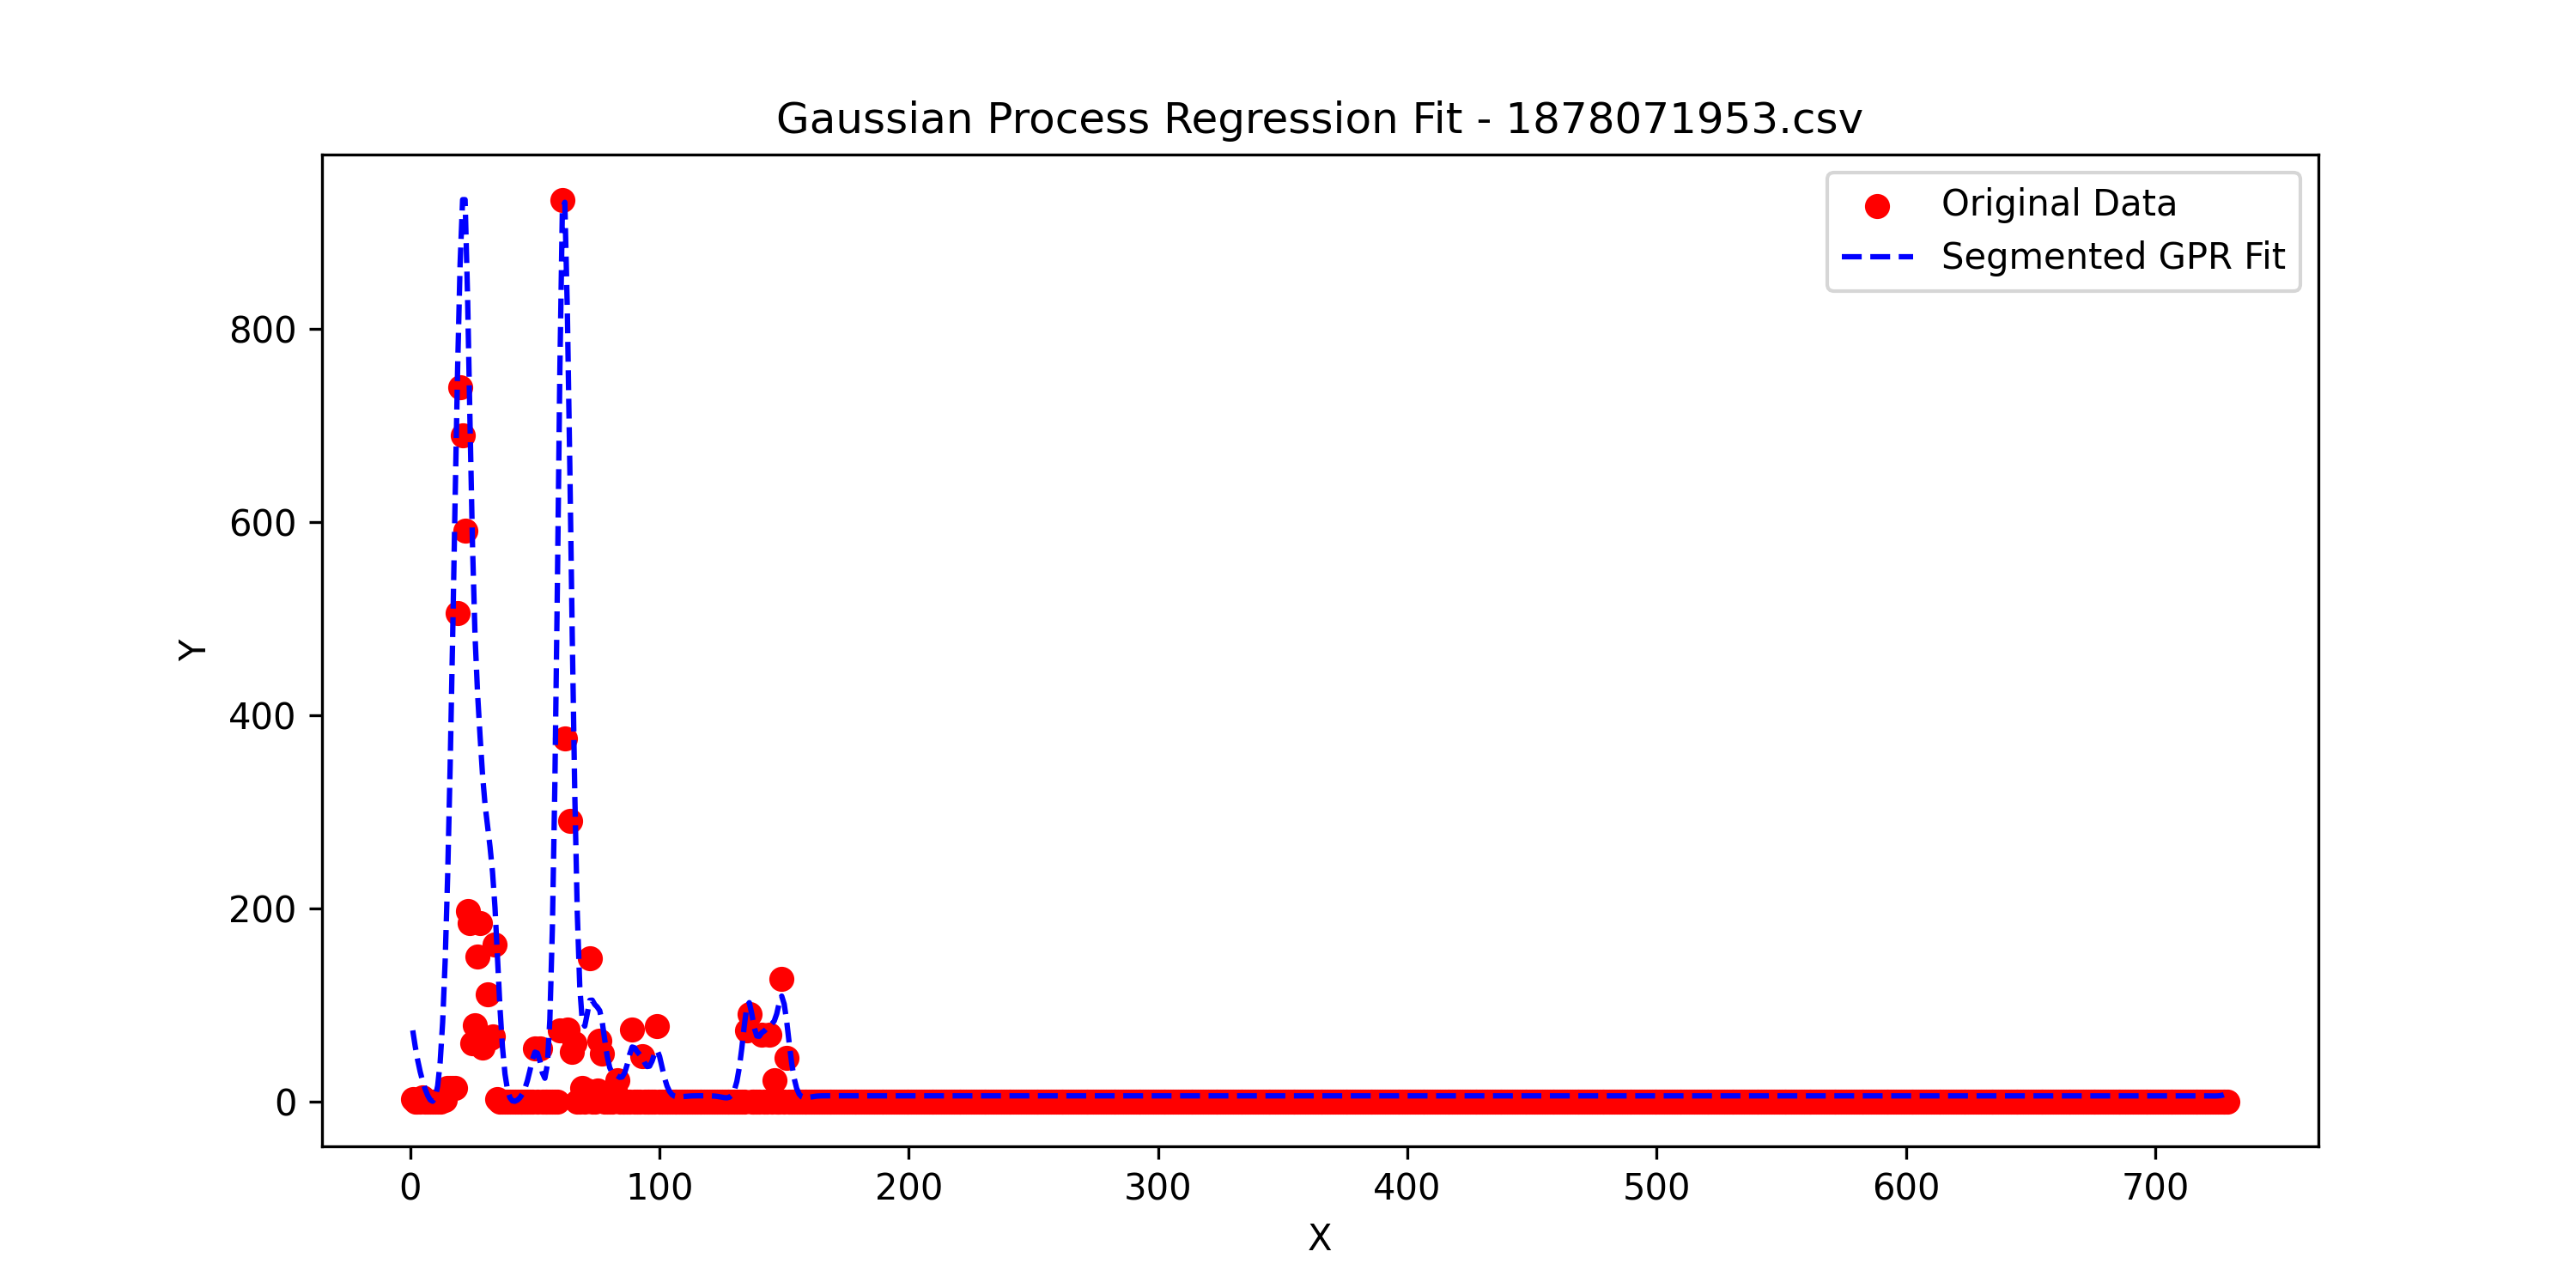 Gaussian Process Regression Fit - 1878071953.csv
Original Data
Segmented GPR Fit
Y
800
600
400
200
0
0 100 200 300 400 500 600 700
X